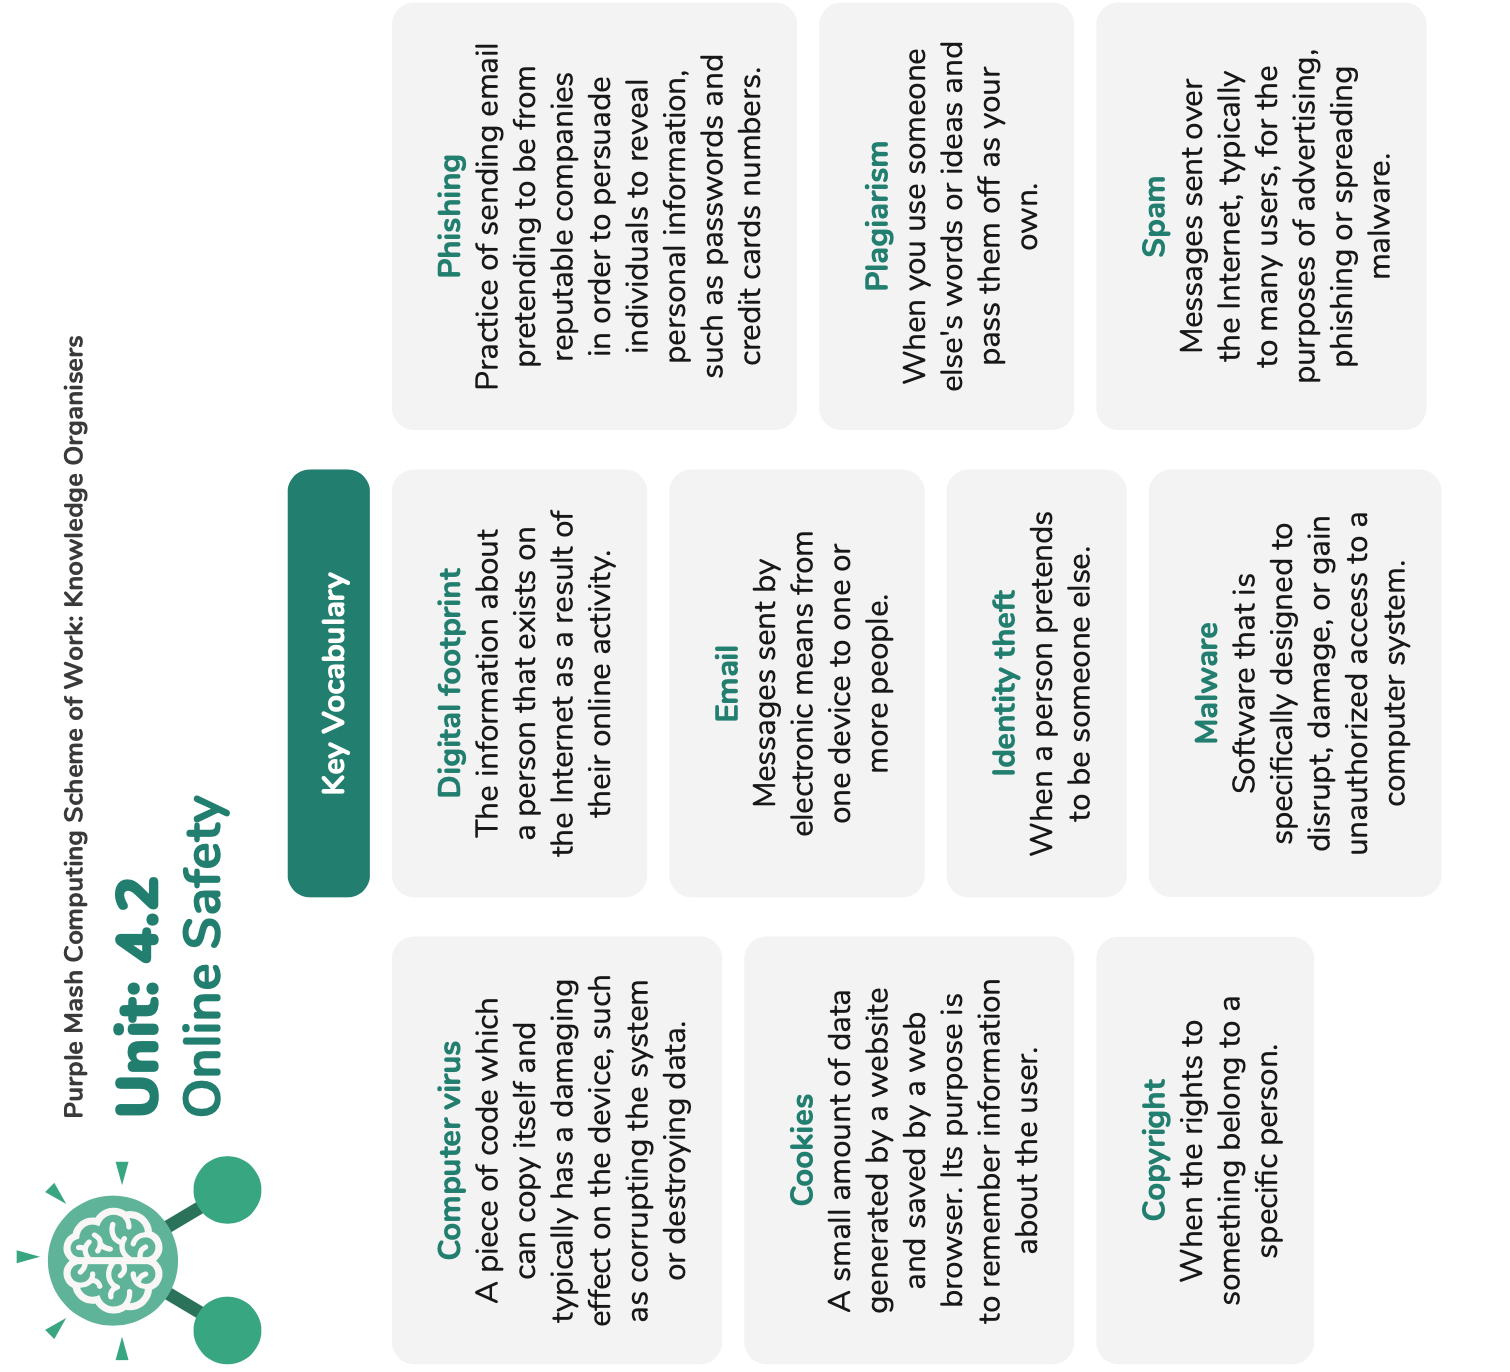 Purple Mash Computing Scheme of Work: Knowledge Organisers
Unit: 4.2
Online Safety
Key Vocabulary
Computer virus
A piece of code which
can copy itself and
typically has a damaging
effect on the device, such
as corrupting the system
or destroying data.
Cookies
A small amount of data
generated by a website
and saved by a web
browser. Its purpose is
to remember information
about the user.
Copyright
When the rights to
something belong to a
specific person.
Digital footprint
The information about
a person that exists on
the Internet as a result of
their online activity.
Email
Messages sent by
electronic means from
one device to one or
more people.
Identity theft
When a person pretends
to be someone else.
Malware
Software that is
specifically designed to
disrupt, damage, or gain
unauthorized access to a
computer system.
Phishing
Practice of sending email
pretending to be from
reputable companies
in order to persuade
individuals to reveal
personal information,
such as passwords and
credit cards numbers.
Plagiarism
When you use someone
else's words or ideas and
pass them off as your
own.
Spam
Messages sent over
the Internet, typically
to many users, for the
purposes of advertising,
phishing or spreading
malware.